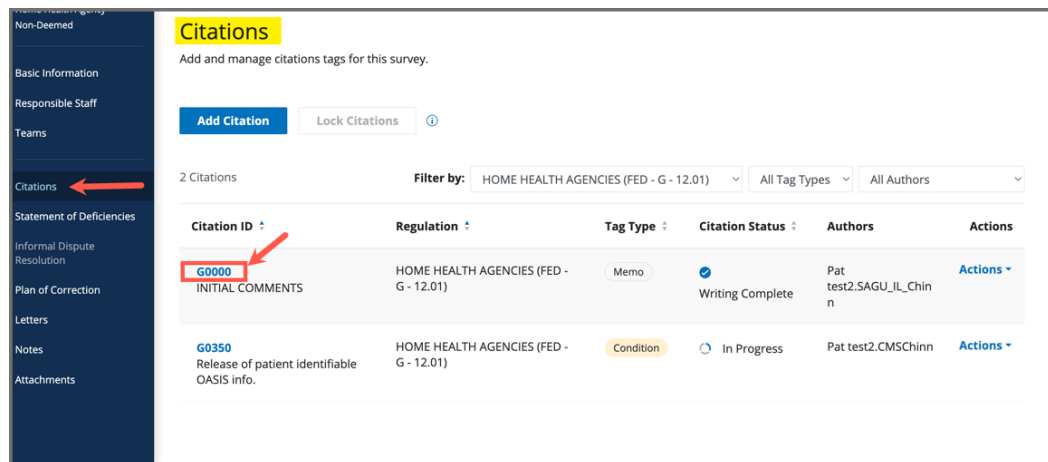 Home Health Agency
Non-Deemed
Basic Information
Responsible Staff
Teams
Citations
Statement of Deficiencies
Informal Dispute
Resolution
Plan of Correction
Letters
Notes
Attachments
Citations
Add and manage citations tags for this survey.
Add Citation
Lock Citations
2 Citations
Filter by:
HOME HEALTH AGENCIES (FED - G - 12.01)
All Tag Types
All Authors
Citation ID Regulation Tag Type Citation Status Authors Actions
G0000
INITIAL COMMENTS
HOME HEALTH AGENCIES (FED -
G - 12.01)
Memo
Writing Complete
Pat
test2.SAGU_IL_Chin
n
Actions
G0350
Release of patient identifiable
OASIS info.
HOME HEALTH AGENCIES (FED -
G - 12.01)
Condition
In Progress
Pat test2.CMSChinn
Actions